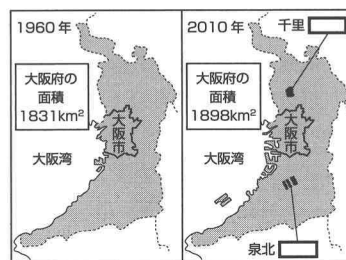 1960年
大阪府の
面積
1831km²
大阪市
大阪湾
2010年
千里
大阪府の
面積
1898km²
大阪市
大阪湾
泉北